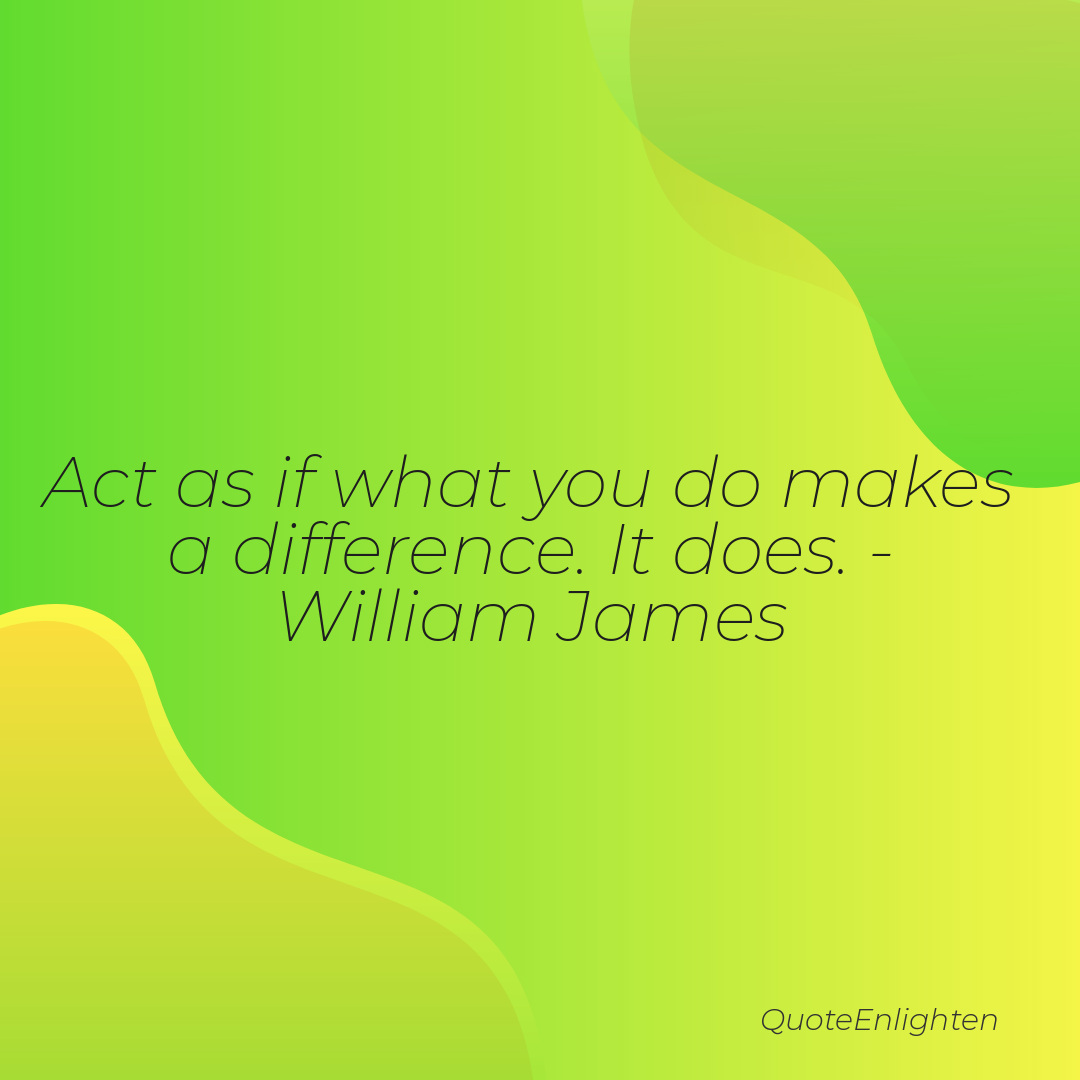 Act as if what you do makes
a difference. It does. -
William James
QuoteEnlighten